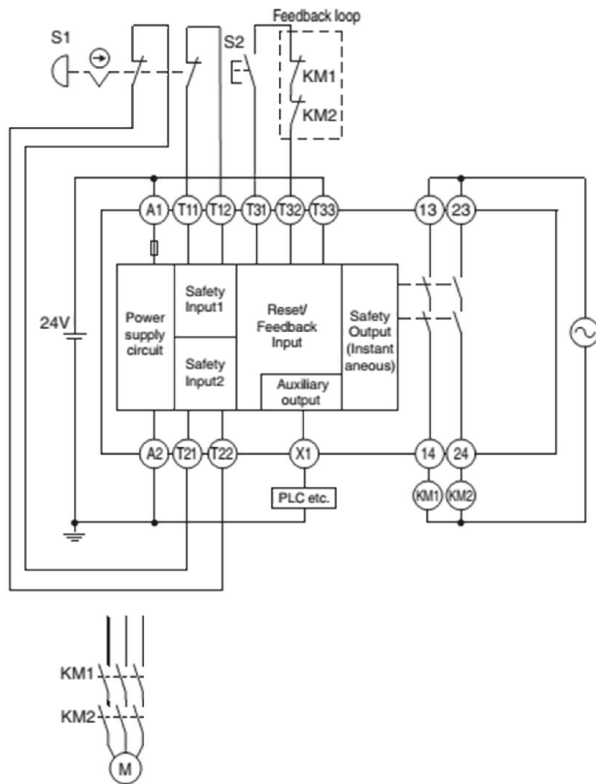 Feedback loop
S1
S2
KM1
KM2
A1
T11
T12
T31
T32
T33
13
23
24V
Power
supply
circuit
Safety
Input1
Safety
Input2
Reset/
Feedback
Input
Auxiliary
output
Safety
Output
(Instant
aneous)
A2
T21
T22
X1
14
24
PLC etc.
KM1
KM2
KM1
KM2
M